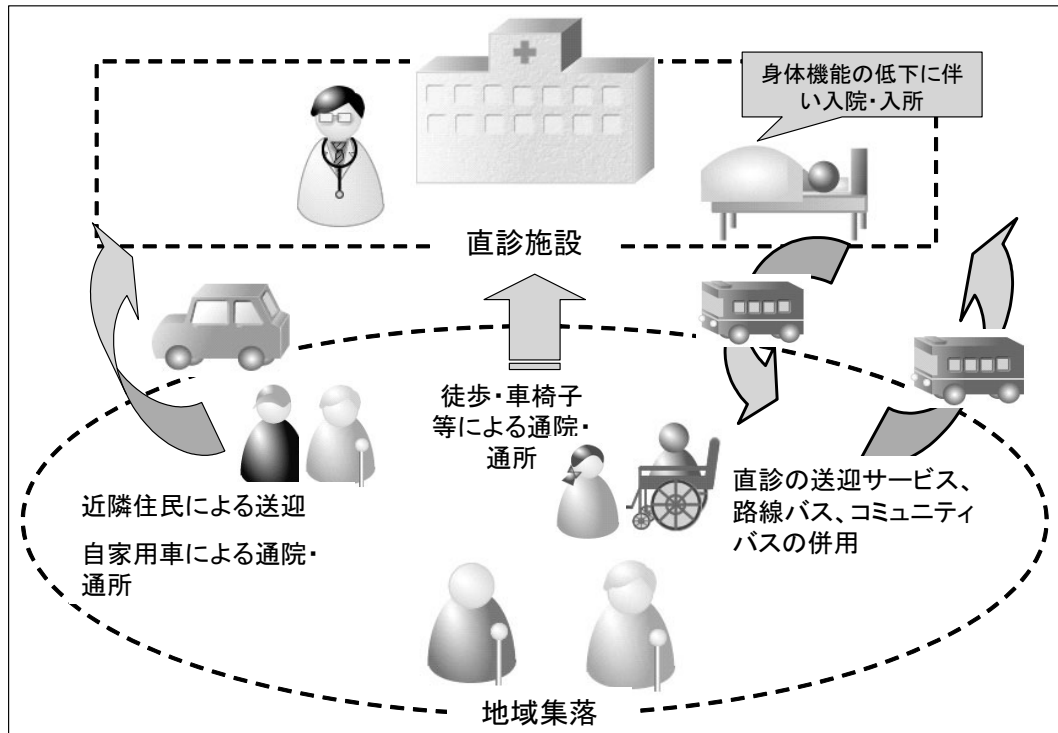 身体機能の低下に伴
い入院・入所
直診施設
徒歩・車椅子
等による通院・
通所
近隣住民による送迎
自家用車による通院・
通所
直診の送迎サービス、
路線バス、コミュニティ
バスの併用
地域集落